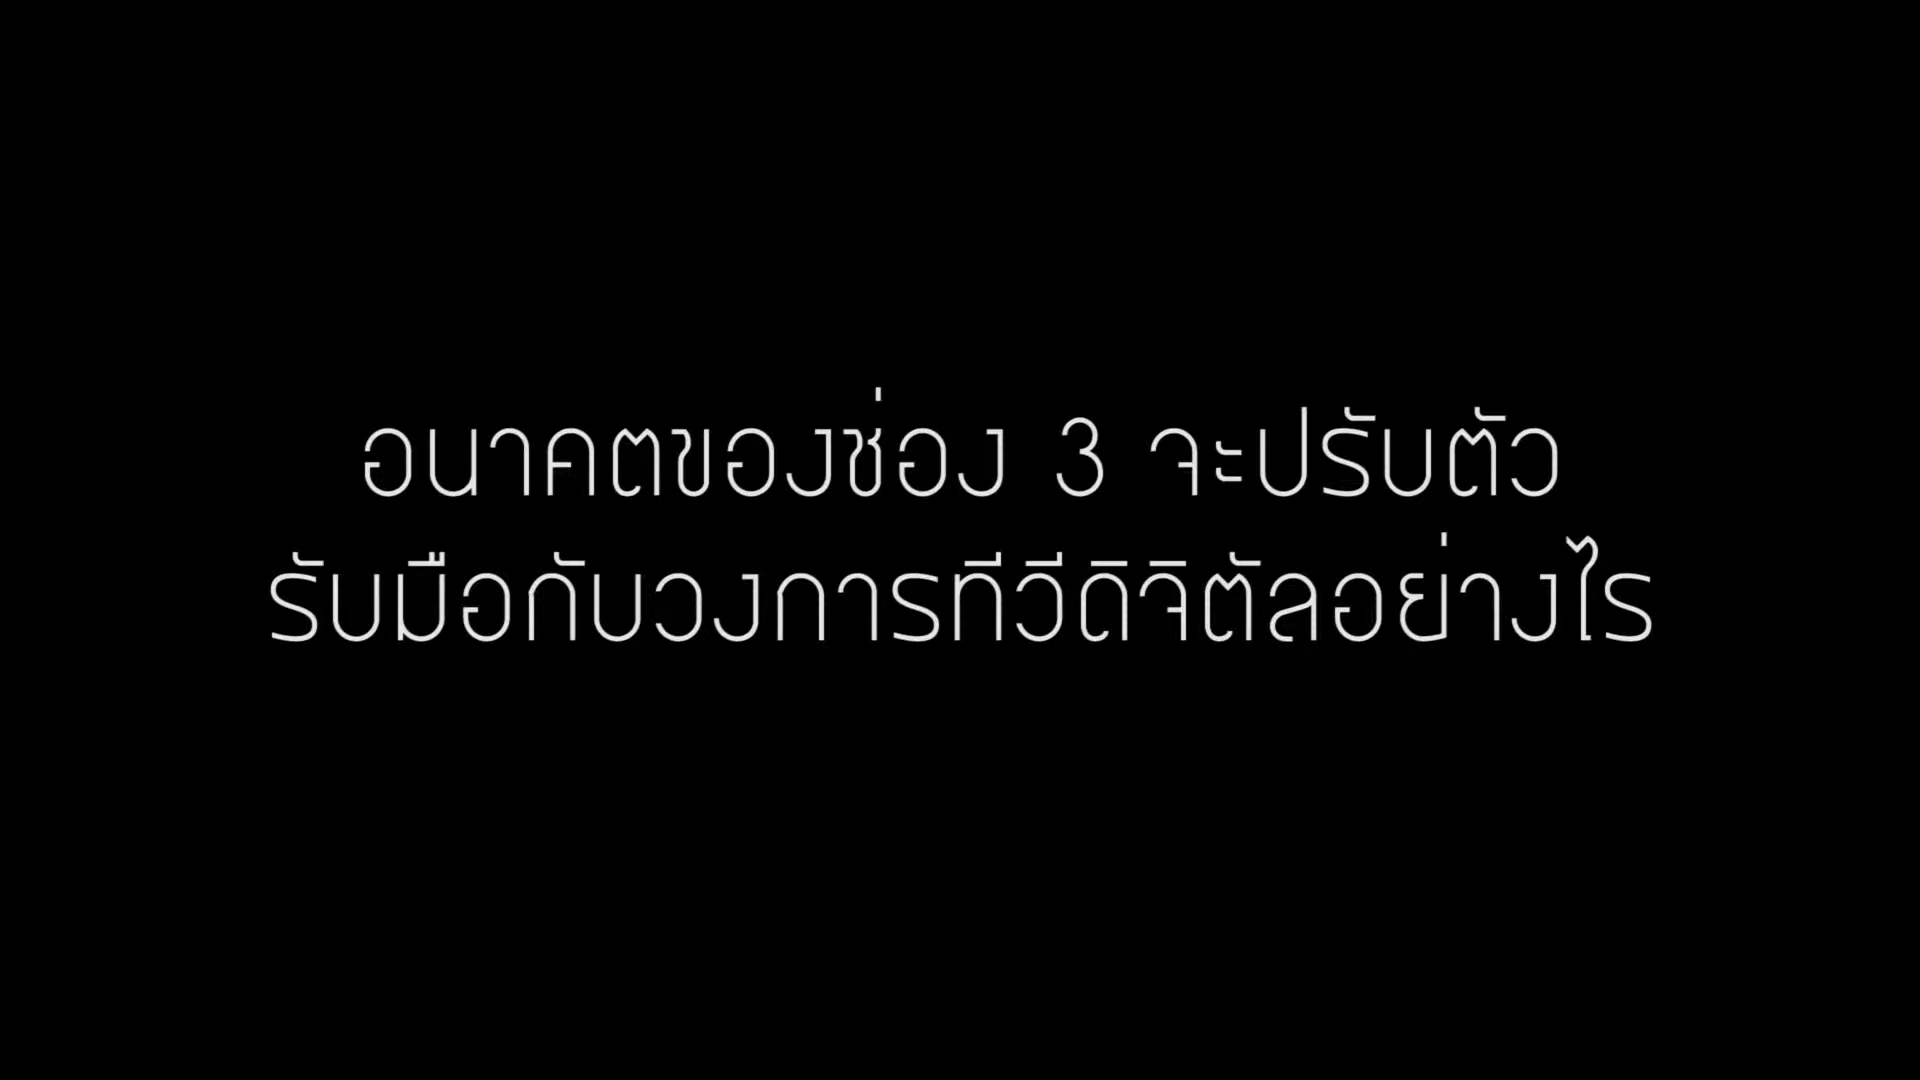 อนาคตของช่อง 3 จะปรับตัว
รับมือกับวงการทีวีดิจิตัลอย่างไร